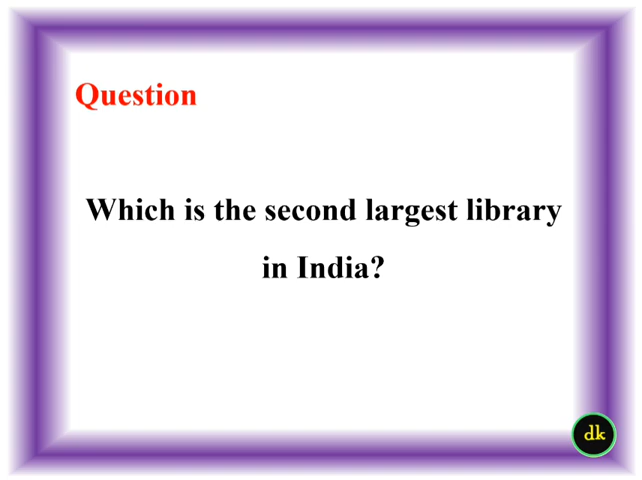 Question
Which is the second largest library
in India?
dk